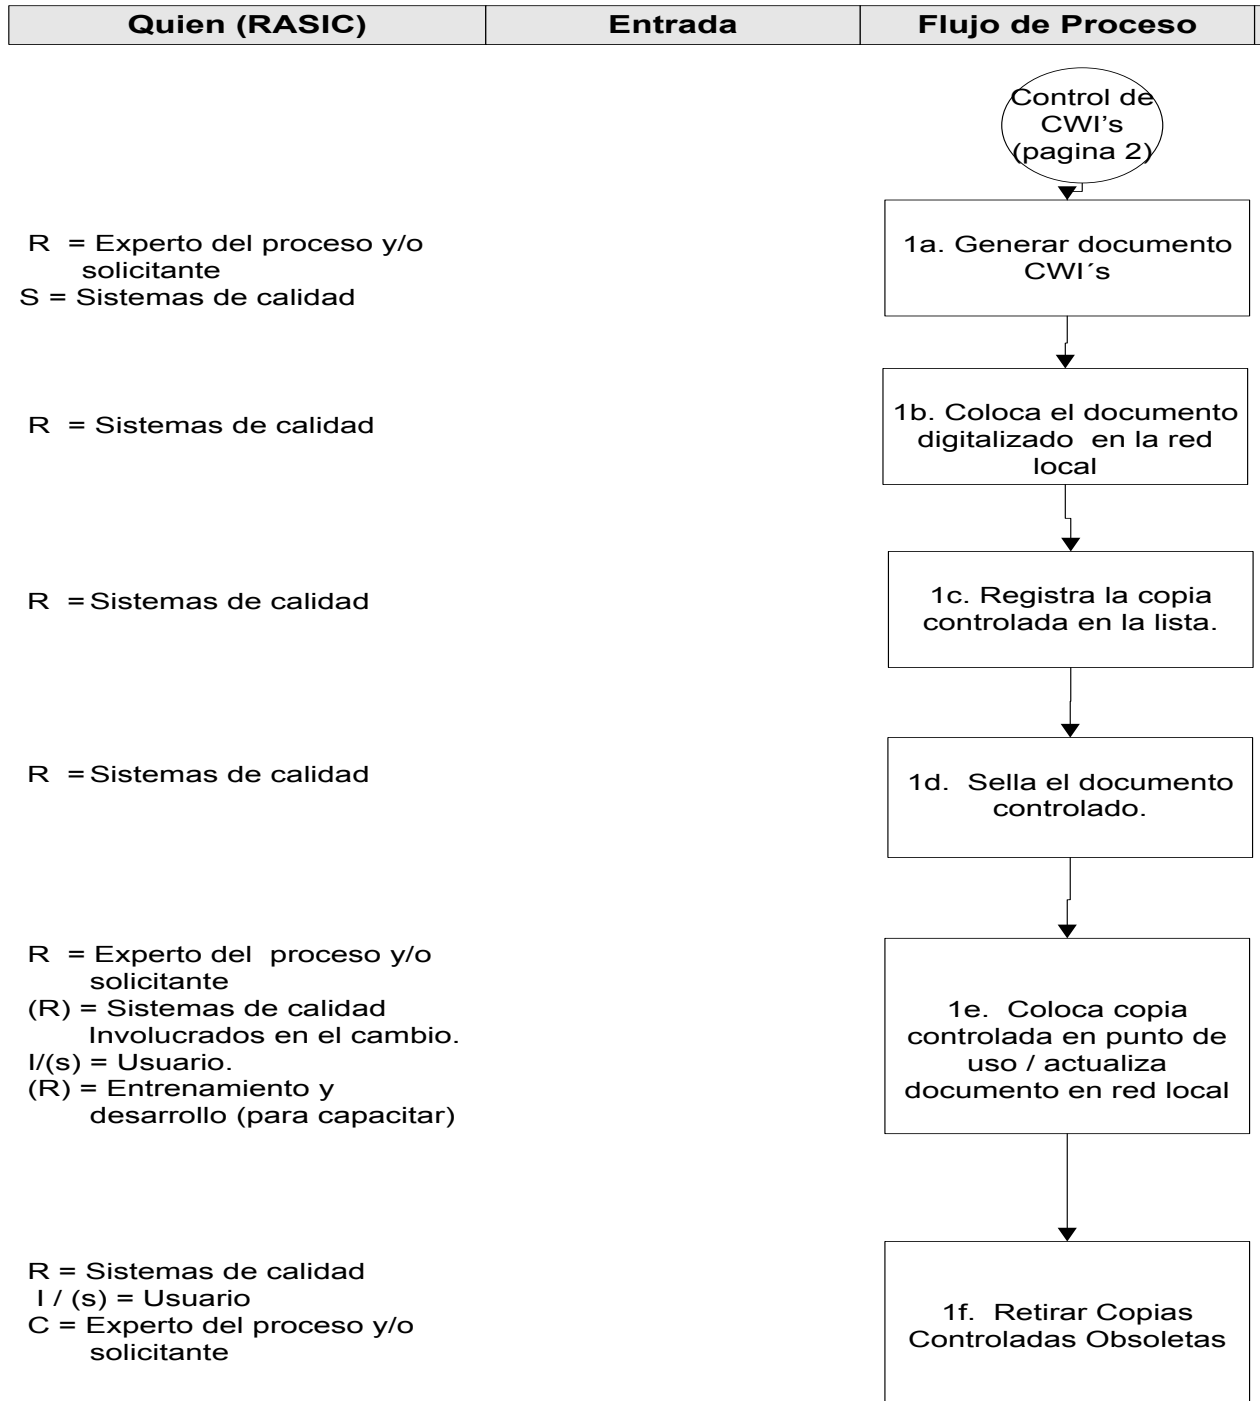 Quien (RASIC)
Entrada
Flujo de Proceso
Control de
CWI’s
(pagina 2)
R = Experto del proceso y/o
solicitante
S = Sistemas de calidad
1a. Generar documento
CWI´s
R = Sistemas de calidad
1b. Coloca el documento
digitalizado en la red
local
R = Sistemas de calidad
1c. Registra la copia
controlada en la lista.
R = Sistemas de calidad
1d. Sella el documento
controlado.
R = Experto del proceso y/o
solicitante
(R) = Sistemas de calidad
Involucrados en el cambio.
I/(s) = Usuario.
(R) = Entrenamiento y
desarrollo (para capacitar)
1e. Coloca copia
controlada en punto de
uso / actualiza
documento en red local
R = Sistemas de calidad
I / (s) = Usuario
C = Experto del proceso y/o
solicitante
1f. Retirar Copias
Controladas Obsoletas